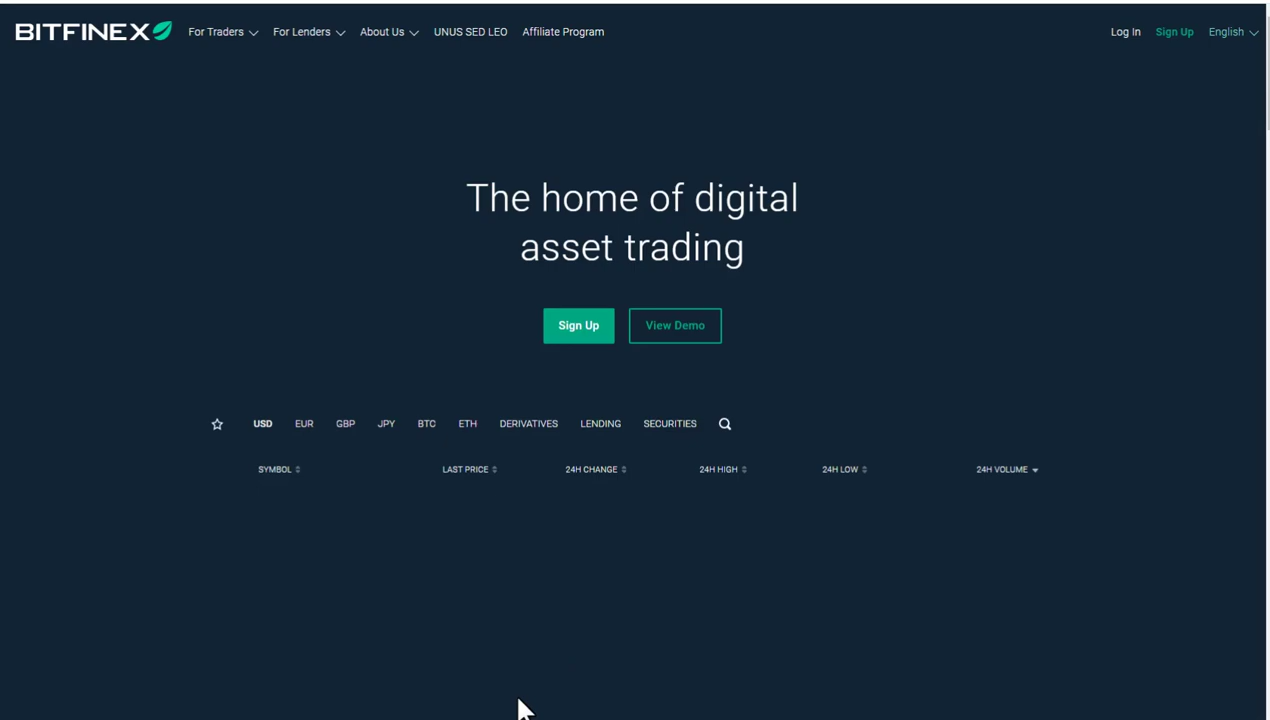 BITFINEX For Traders For Lenders About Us UNUS SED LEO Affiliate Program Log In Sign Up English
The home of digital
asset trading
Sign Up View Demo
USD EUR GBP JPY BTC ETH DERIVATIVES LENDING SECURITIES
SYMBOL LAST PRICE 24H CHANGE 24H HIGH 24H LOW 24H VOLUME